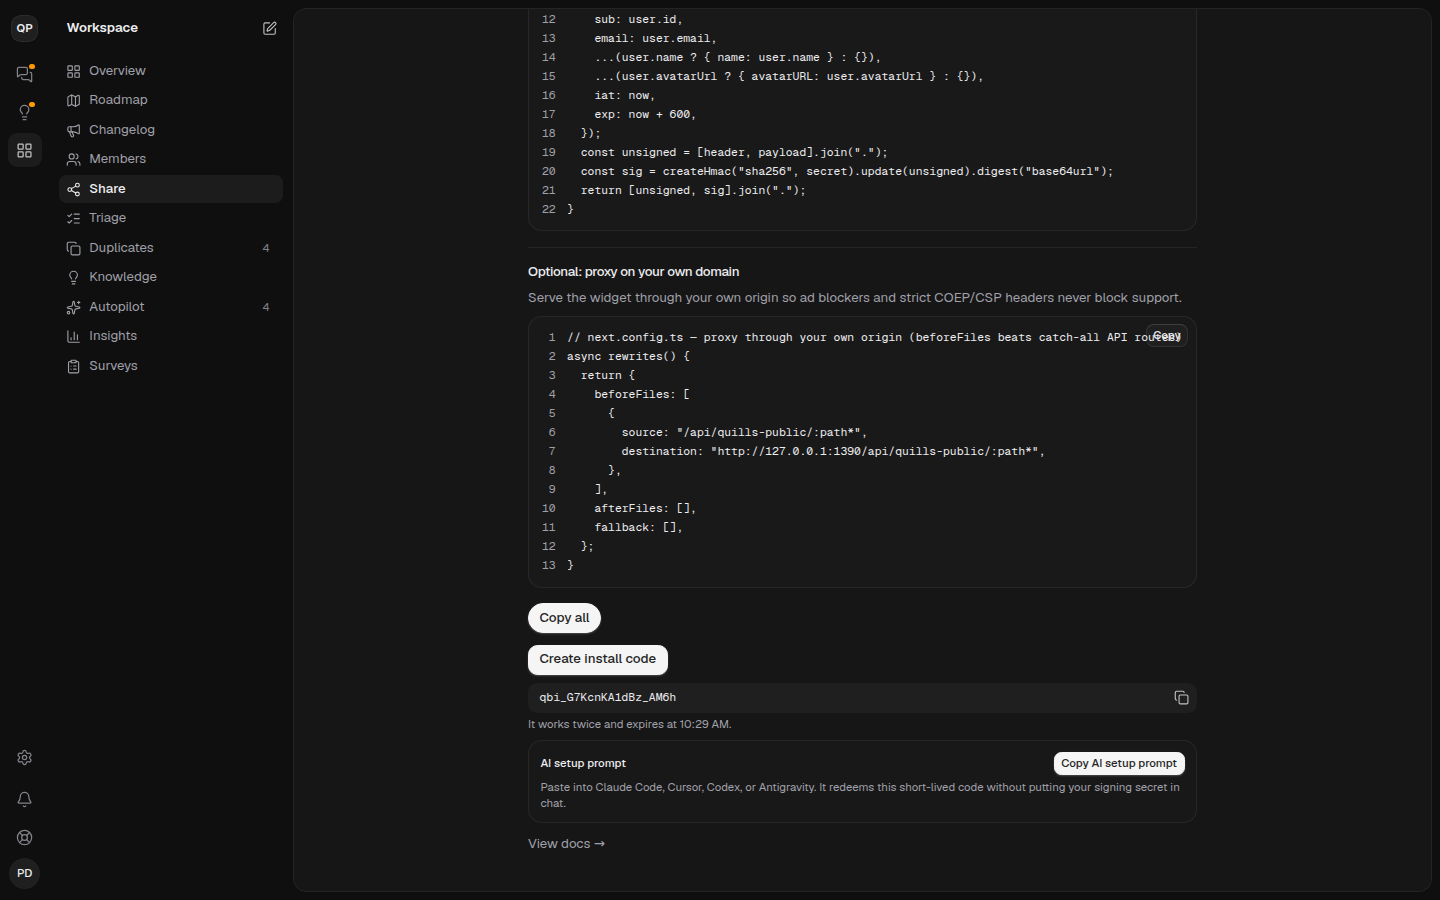 QP
Workspace
Overview
Roadmap
Changelog
Members
Share
Triage
Duplicates 4
Knowledge
Autopilot 4
Insights
Surveys
PD
12 sub: user.id,
13 email: user.email,
14 ...(user.name ? { name: user.name } : {}),
15 ...(user.avatarUrl ? { avatarURL: user.avatarUrl } : {}),
16 iat: now,
17 exp: now + 600,
18 });
19 const unsigned = [header, payload].join(".");
20 const sig = createHmac("sha256", secret).update(unsigned).digest("base64url");
21 return [unsigned, sig].join(".");
22 }
Optional: proxy on your own domain
Serve the widget through your own origin so ad blockers and strict COEP/CSP headers never block support.
Copy
1 // next.config.ts — proxy through your own origin (beforeFiles beats catch-all API routes)
2 async rewrites() {
3 return {
4 beforeFiles: [
5 {
6 source: "/api/quills-public/:path*",
7 destination: "http://127.0.0.1:1390/api/quills-public/:path*",
8 },
9 ],
10 afterFiles: [],
11 fallback: [],
12 };
13 }
Copy all
Create install code
qbi_G7KcnKA1dBz_AM6h
It works twice and expires at 10:29 AM.
AI setup prompt
Copy AI setup prompt
Paste into Claude Code, Cursor, Codex, or Antigravity. It redeems this short-lived code without putting your signing secret in
chat.
View docs →